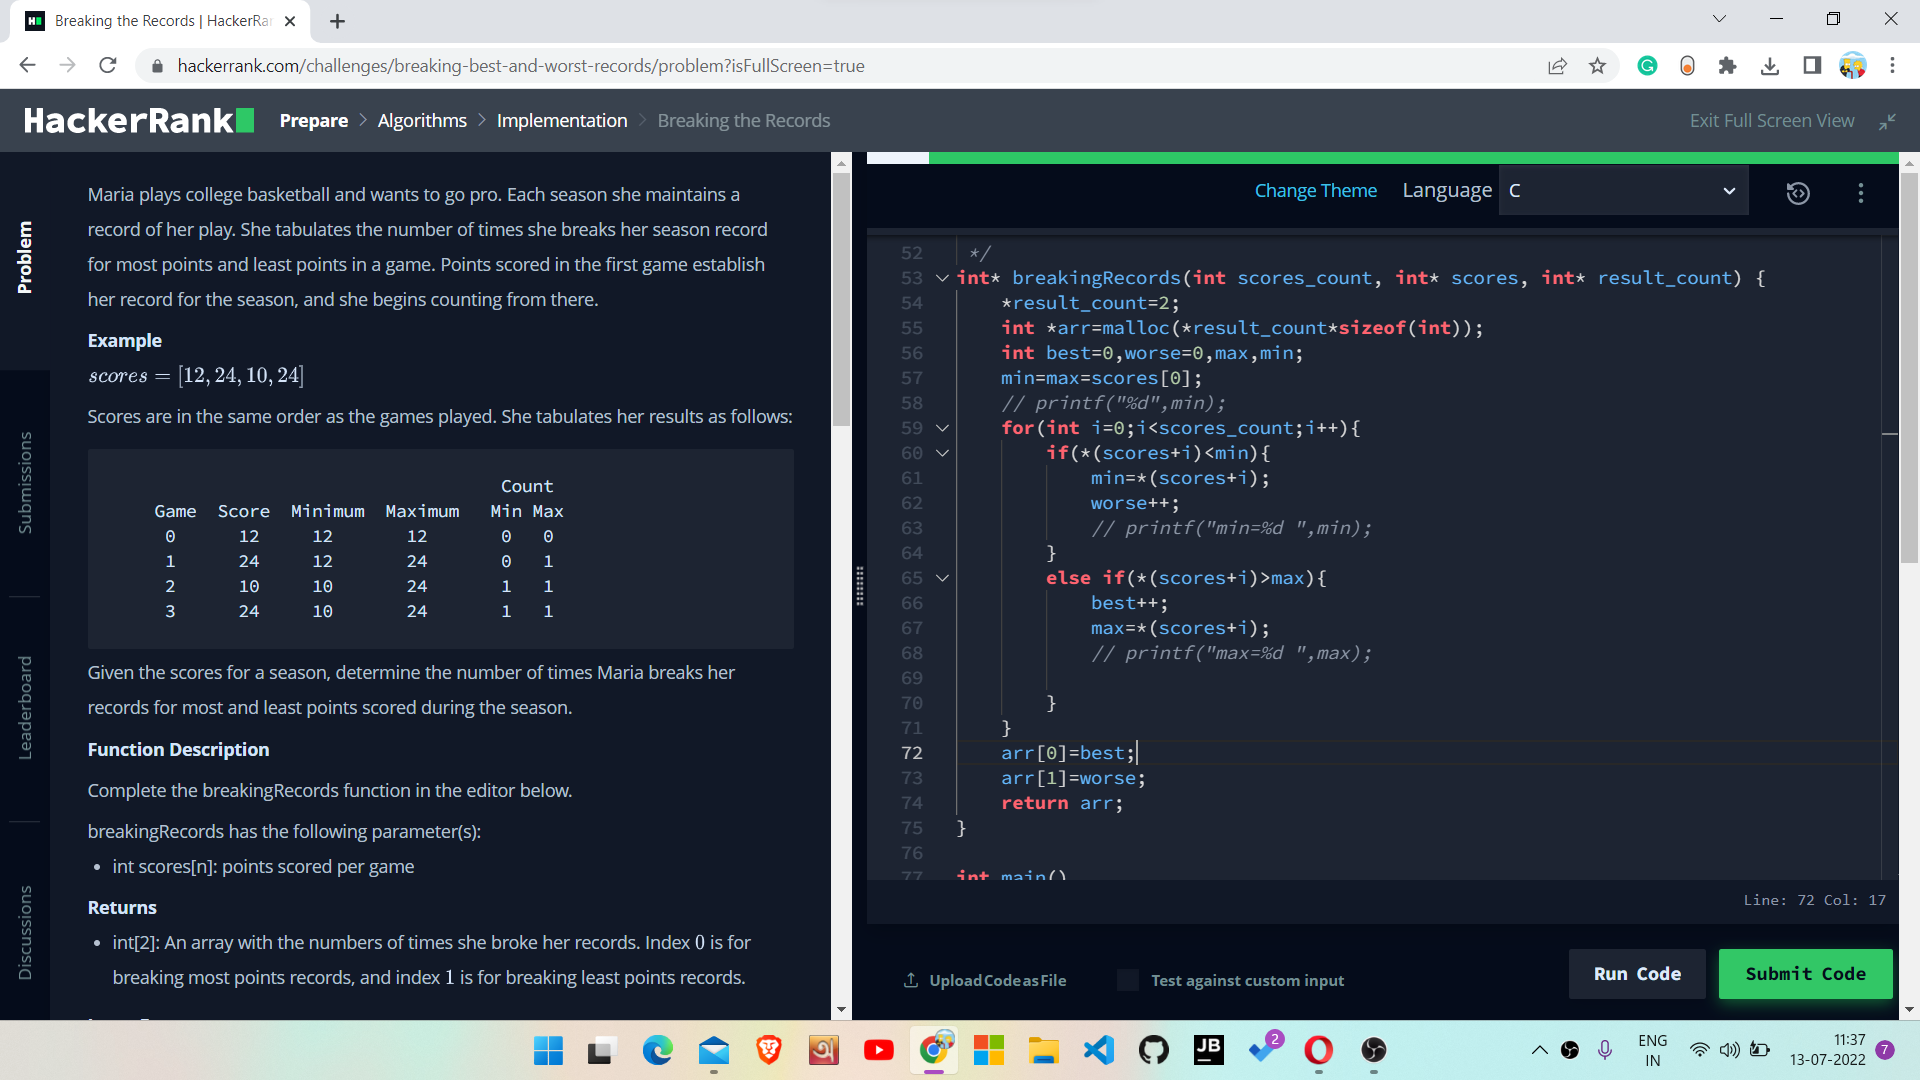 Breaking the Records | HackerRan
hackerrank.com/challenges/breaking-best-and-worst-records/problem?isFullScreen=true
HackerRank
Prepare > Algorithms > Implementation > Breaking the Records
Exit Full Screen View
Problem
Submissions
Leaderboard
Discussions
Maria plays college basketball and wants to go pro. Each season she maintains a
record of her play. She tabulates the number of times she breaks her season record
for most points and least points in a game. Points scored in the first game establish
her record for the season, and she begins counting from there.
Example
scores = [12, 24, 10, 24]
Scores are in the same order as the games played. She tabulates her results as follows:
Count
Game Score Minimum Maximum Min Max
0 12 12 12 0 0
1 24 12 24 0 1
2 10 10 24 1 1
3 24 10 24 1 1
Given the scores for a season, determine the number of times Maria breaks her
records for most and least points scored during the season.
Function Description
Complete the breakingRecords function in the editor below.
breakingRecords has the following parameter(s):
• int scores[n]: points scored per game
Returns
• int[2]: An array with the numbers of times she broke her records. Index 0 is for
breaking most points records, and index 1 is for breaking least points records.
Change Theme Language C
52 */
53 int* breakingRecords(int scores_count, int* scores, int* result_count) {
54 *result_count=2;
55 int *arr=malloc(*result_count*sizeof(int));
56 int best=0,worse=0,max,min;
57 min=max=scores[0];
58 // printf("%d",min);
59 for(int i=0;i<scores_count;i++){
60 if(*(scores+i)<min){
61 min=*(scores+i);
62 worse++;
63 // printf("min=%d ",min);
64 }
65 else if(*(scores+i)>max){
66 best++;
67 max=*(scores+i);
68 // printf("max=%d ",max);
69
70 }
71 }
72 arr[0]=best;
73 arr[1]=worse;
74 return arr;
75 }
76
77 int main()
Line: 72 Col: 17
Upload Code as File
Test against custom input
Run Code
Submit Code
JB
2
ENG
IN
11:37
13-07-2022
7